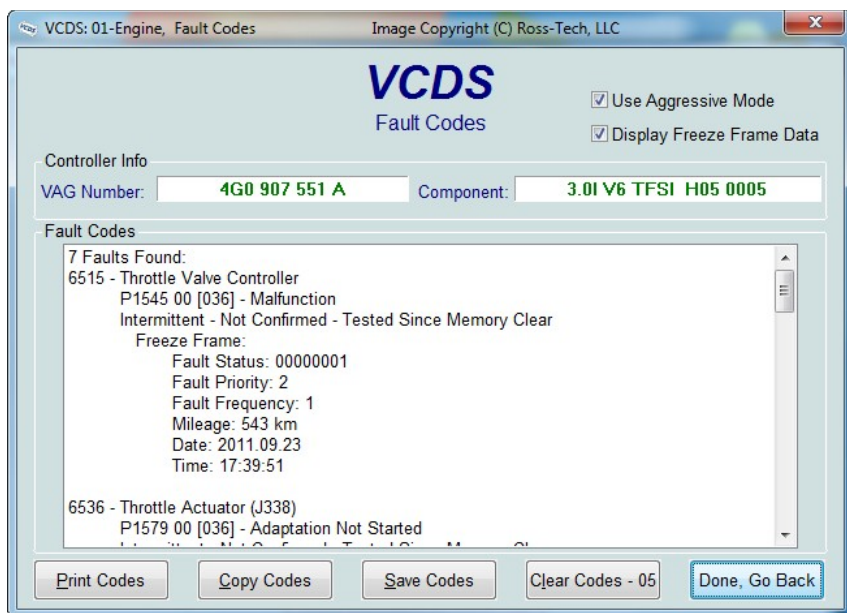 VCDS: 01-Engine, Fault Codes Image Copyright (C) Ross-Tech, LLC
VCDS
Fault Codes
Use Aggressive Mode
Display Freeze Frame Data
Controller Info
VAG Number: 4G0 907 551 A Component: 3.0l V6 TFSI H05 0005
Fault Codes
7 Faults Found:
6515 - Throttle Valve Controller
P1545 00 [036] - Malfunction
Intermittent - Not Confirmed - Tested Since Memory Clear
Freeze Frame:
Fault Status: 00000001
Fault Priority: 2
Fault Frequency: 1
Mileage: 543 km
Date: 2011.09.23
Time: 17:39:51
6536 - Throttle Actuator (J338)
P1579 00 [036] - Adaptation Not Started
Print Codes Copy Codes Save Codes Clear Codes - 05 Done, Go Back